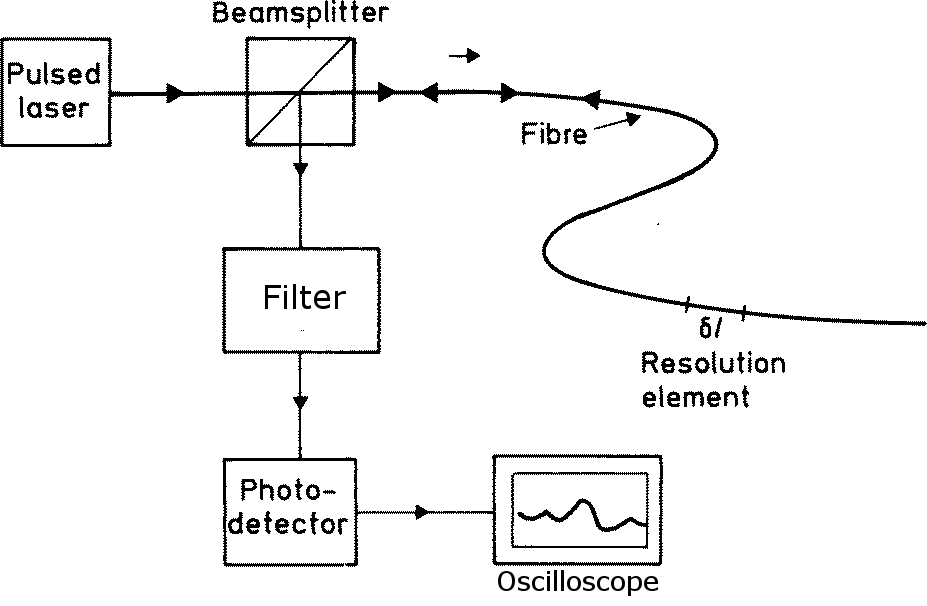 Beamsplitter
Pulsed
laser
Fibre
Filter
δl
Resolution
element
Photo-
detector
Oscilloscope